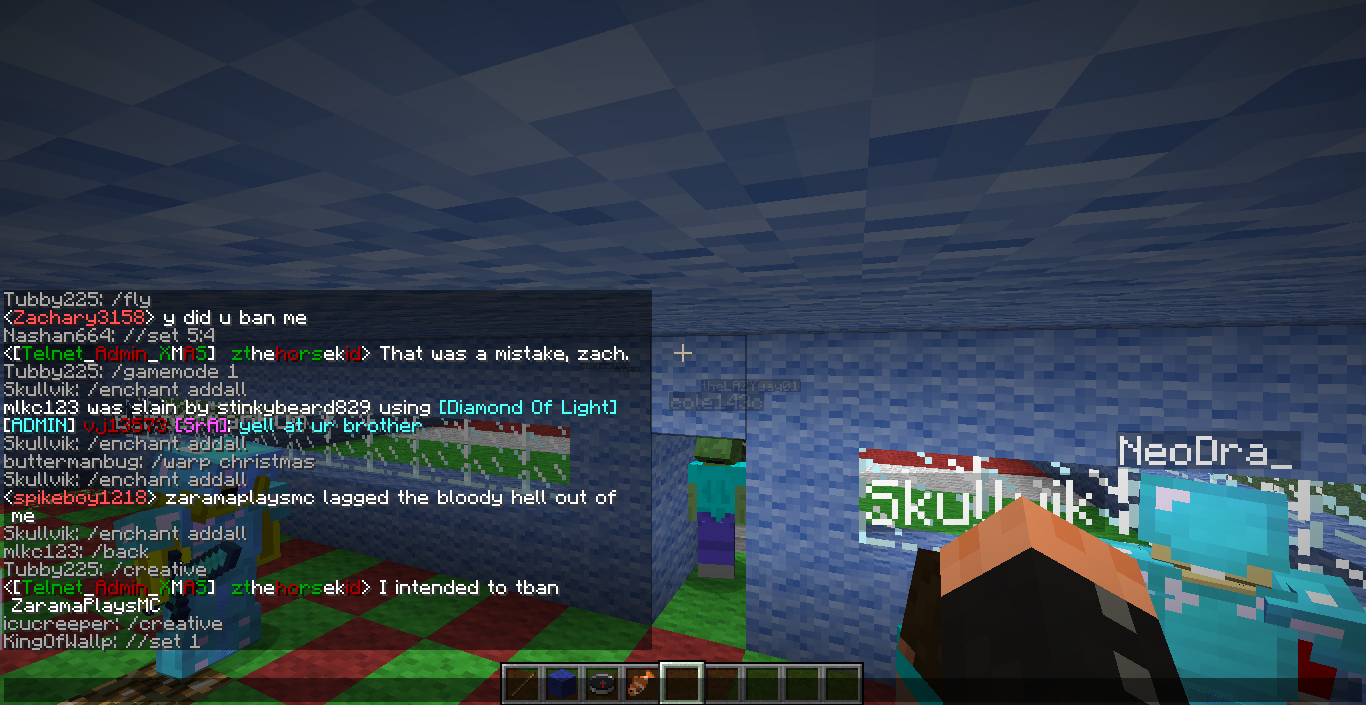 Tubby225: /fly
<Zachary3158> y did u ban me
Nashan664: //set 5:4
<[Telnet_Admin_XMAS] zthehorsekid> That was a mistake, zach.
Tubby225: /gamemode 1
Skullvik: /enchant addall
mlkc123 was slain by stinkybeard829 using [Diamond Of Light]
[ADMIN] vj13573 [SrA]: yell at ur brother
Skullvik: /enchant addall
buttermanbug: /warp christmas
Skullvik: /enchant addall
<spikeboy1218> zaramaplaysmc lagged the bloody hell out of
me
Skullvik: /enchant addall
mlkc123: /back
Tubby225: /creative
<[Telnet_Admin_XMAS] zthehorsekid> I intended to tban
ZaramaPlaysMC
icucreeper: /creative
KingOfWallp: //set 1
theLAZYguy01
NeoDra_
Skullvik